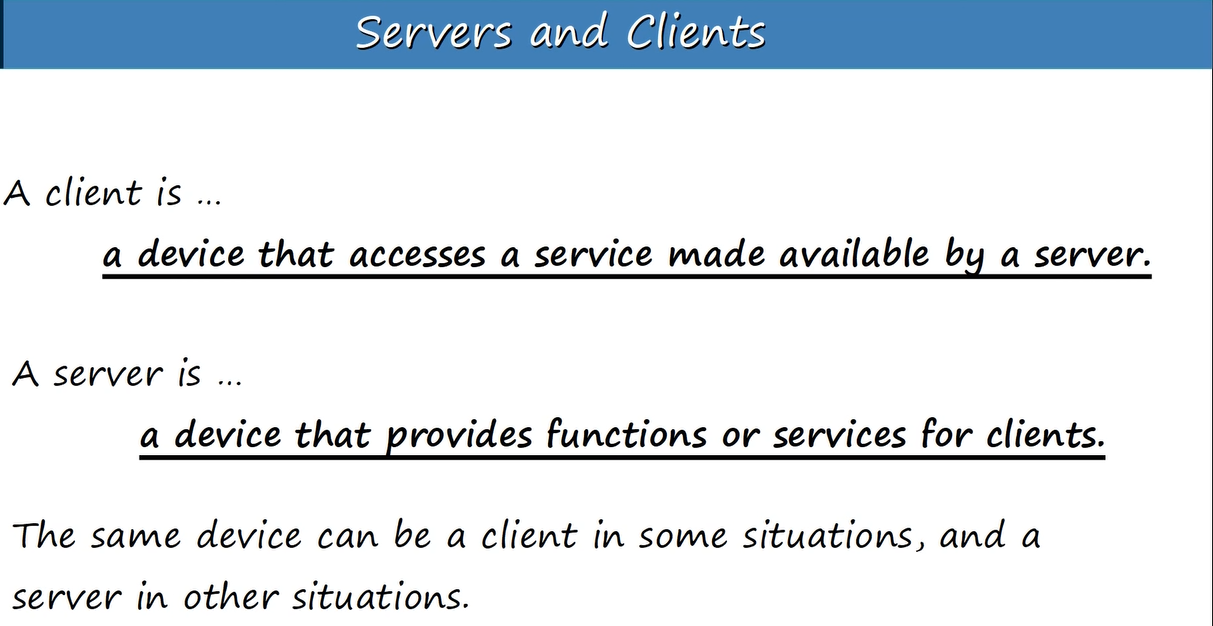 Servers and Clients
A client is ...
a device that accesses a service made available by a server.
A server is ...
a device that provides functions or services for clients.
The same device can be a client in some situations, and a
server in other situations.